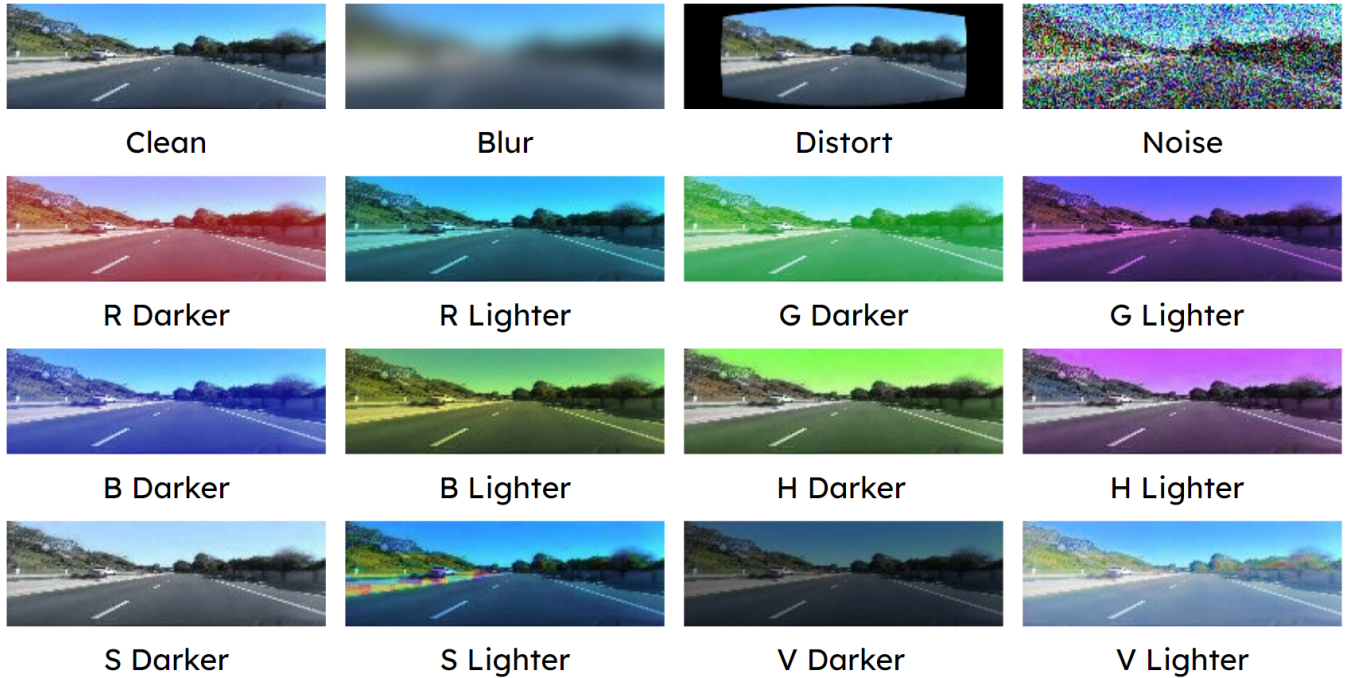 Clean Blur Distort Noise
R Darker R Lighter G Darker G Lighter
B Darker B Lighter H Darker H Lighter
S Darker S Lighter V Darker V Lighter